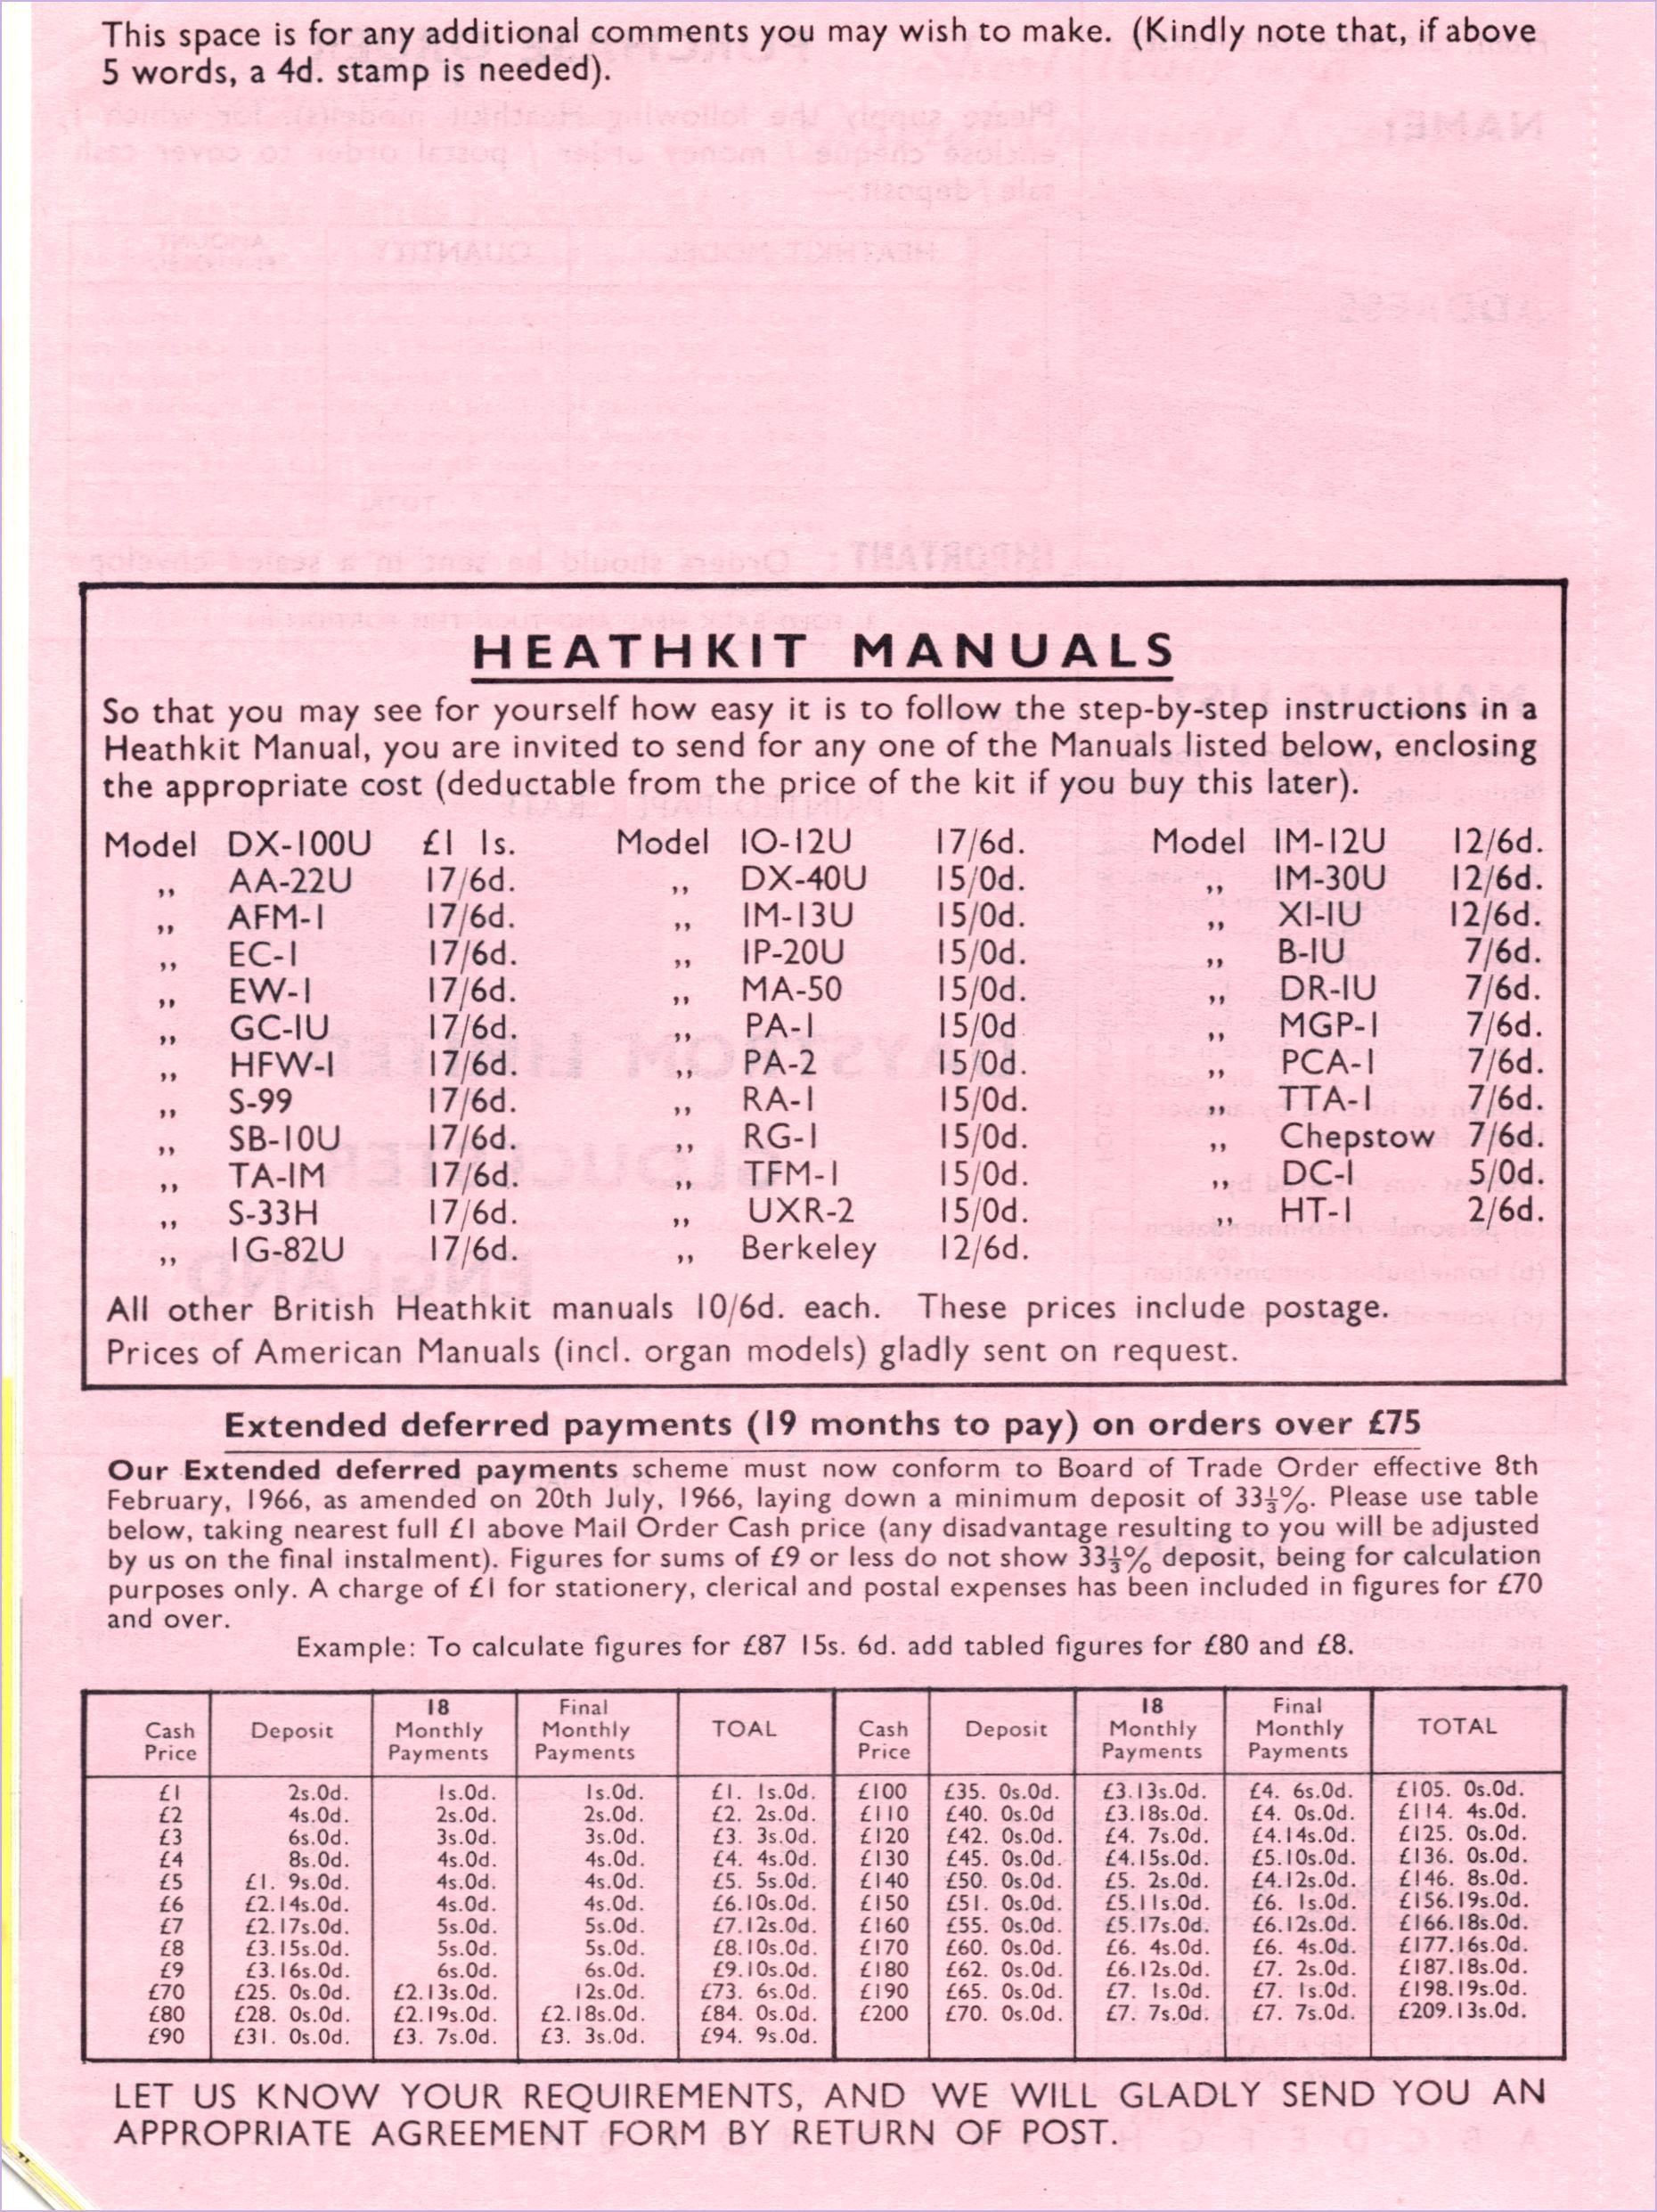 This space is for any additional comments you may wish to make. (Kindly note that, if above
5 words, a 4d. stamp is needed).
HEATHKIT MANUALS
So that you may see for yourself how easy it is to follow the step-by-step instructions in a
Heathkit Manual, you are invited to send for any one of the Manuals listed below, enclosing
the appropriate cost (deductable from the price of the kit if you buy this later).
Model DX-100U £1 1s. Model IO-12U 17/6d. Model IM-12U 12/6d.
,, AA-22U 17/6d. ,, DX-40U 15/0d. ,, IM-30U 12/6d.
,, AFM-1 17/6d. ,, IM-13U 15/0d. ,, XI-IU 12/6d.
,, EC-1 17/6d. ,, IP-20U 15/0d. ,, B-IU 7/6d.
,, EW-1 17/6d. ,, MA-50 15/0d. ,, DR-IU 7/6d.
,, GC-IU 17/6d. ,, PA-1 15/0d ,, MGP-1 7/6d.
,, HFW-1 17/6d. ,, PA-2 15/0d. ,, PCA-1 7/6d.
,, S-99 17/6d. ,, RA-1 15/0d. ,, TTA-1 7/6d.
,, SB-10U 17/6d. ,, RG-1 15/0d. ,, Chepstow 7/6d.
,, TA-IM 17/6d. ,, TFM-1 15/0d. ,, DC-1 5/0d.
,, S-33H 17/6d. ,, UXR-2 15/0d. ,, HT-1 2/6d.
,, IG-82U 17/6d. ,, Berkeley 12/6d.
All other British Heathkit manuals 10/6d. each. These prices include postage.
Prices of American Manuals (incl. organ models) gladly sent on request.
Extended deferred payments (19 months to pay) on orders over £75
Our Extended deferred payments scheme must now conform to Board of Trade Order effective 8th
February, 1966, as amended on 20th July, 1966, laying down a minimum deposit of 33⅓%. Please use table
below, taking nearest full £1 above Mail Order Cash price (any disadvantage resulting to you will be adjusted
by us on the final instalment). Figures for sums of £9 or less do not show 33⅓% deposit, being for calculation
purposes only. A charge of £1 for stationery, clerical and postal expenses has been included in figures for £70
and over.
Example: To calculate figures for £87 15s. 6d. add tabled figures for £80 and £8.
Cash Price Deposit 18 Monthly Payments Final Monthly Payments TOAL Cash Price Deposit 18 Monthly Payments Final Monthly Payments TOTAL
£1 2s.0d. 1s.0d. 1s.0d. £1. 1s.0d. £100 £35. 0s.0d. £3.13s.0d. £4. 6s.0d. £105. 0s.0d.
£2 4s.0d. 2s.0d. 2s.0d. £2. 2s.0d. £110 £40. 0s.0d £3.18s.0d. £4. 0s.0d. £114. 4s.0d.
£3 6s.0d. 3s.0d. 3s.0d. £3. 3s.0d. £120 £42. 0s.0d. £4. 7s.0d. £4.14s.0d. £125. 0s.0d.
£4 8s.0d. 4s.0d. 4s.0d. £4. 4s.0d. £130 £45. 0s.0d. £4.15s.0d. £5.10s.0d. £136. 0s.0d.
£5 £1. 9s.0d. 4s.0d. 4s.0d. £5. 5s.0d. £140 £50. 0s.0d. £5. 2s.0d. £4.12s.0d. £146. 8s.0d.
£6 £2.14s.0d. 4s.0d. 4s.0d. £6.10s.0d. £150 £51. 0s.0d. £5.11s.0d. £6. 1s.0d. £156.19s.0d.
£7 £2.17s.0d. 5s.0d. 5s.0d. £7.12s.0d. £160 £55. 0s.0d. £5.17s.0d. £6.12s.0d. £166.18s.0d.
£8 £3.15s.0d. 5s.0d. 5s.0d. £8.10s.0d. £170 £60. 0s.0d. £6. 4s.0d. £6. 4s.0d. £177.16s.0d.
£9 £3.16s.0d. 6s.0d. 6s.0d. £9.10s.0d. £180 £62. 0s.0d. £6.12s.0d. £7. 2s.0d. £187.18s.0d.
£70 £25. 0s.0d. £2.13s.0d. 12s.0d. £73. 6s.0d. £190 £65. 0s.0d. £7. 1s.0d. £7. 1s.0d. £198.19s.0d.
£80 £28. 0s.0d. £2.19s.0d. £2.18s.0d. £84. 0s.0d. £200 £70. 0s.0d. £7. 7s.0d. £7. 7s.0d. £209.13s.0d.
£90 £31. 0s.0d. £3. 7s.0d. £3. 3s.0d. £94. 9s.0d.
LET US KNOW YOUR REQUIREMENTS, AND WE WILL GLADLY SEND YOU AN
APPROPRIATE AGREEMENT FORM BY RETURN OF POST.